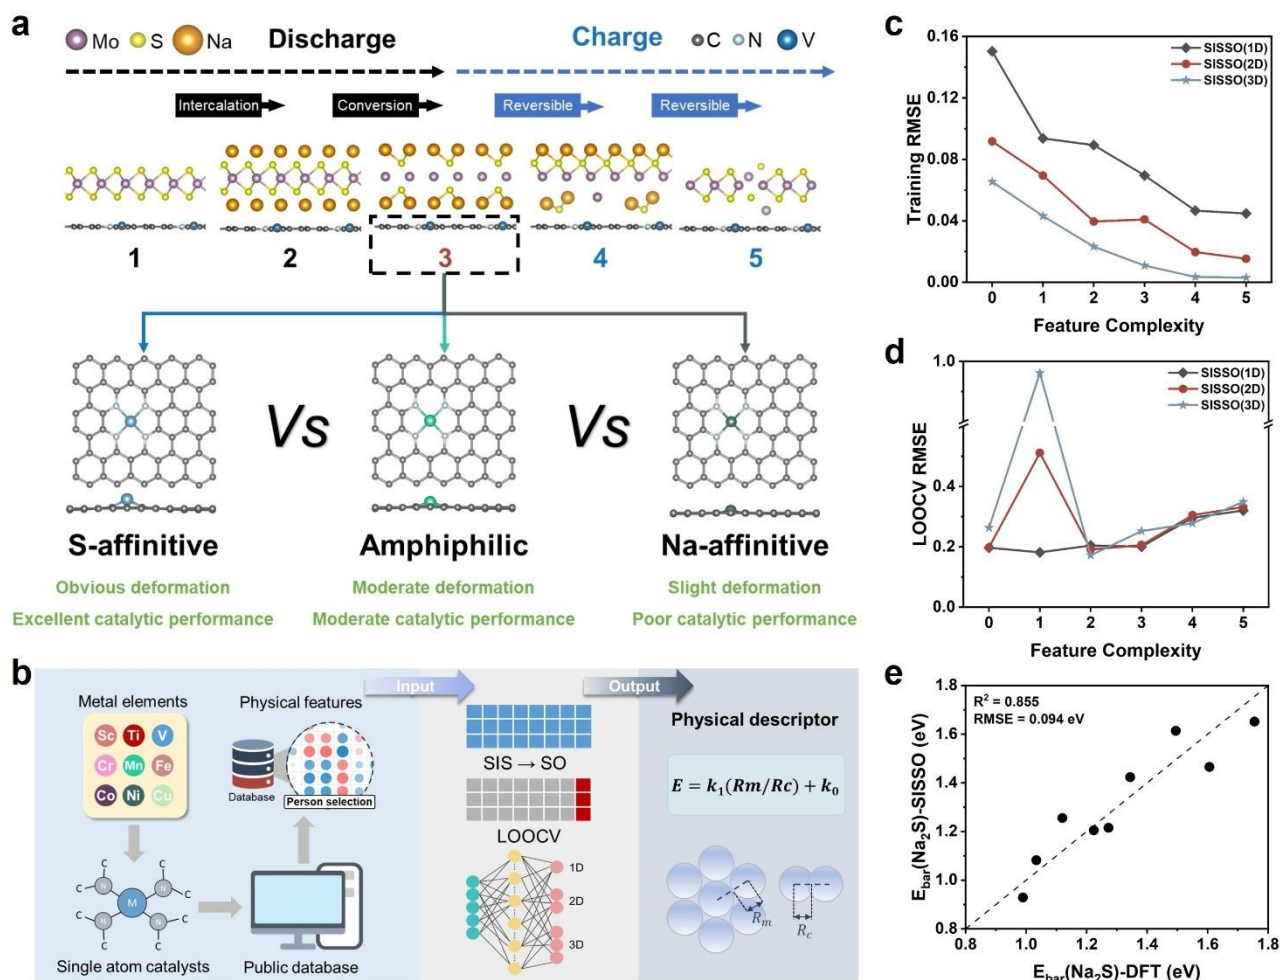 a
Mo S Na Discharge Charge C N V
Intercalation Conversion Reversible Reversible
1 2 3 4 5
Vs Vs
S-affinitive Amphiphilic Na-affinitive
Obvious deformation Moderate deformation Slight deformation
Excellent catalytic performance Moderate catalytic performance Poor catalytic performance
b
Metal elements
Sc Ti V
Cr Mn Fe
Co Ni Cu
Physical features
Database
Person selection
C C
C N N C
M
C N N C
C C
Single atom catalysts
Public database
Input
SIS → SO
LOOCV
1D
2D
3D
Output
Physical descriptor
E = k₁(Rm/Rc) + k₀
Rₘ
R꜀
c
Training RMSE
0.16
0.12
0.08
0.04
0.00
SISSO(1D)
SISSO(2D)
SISSO(3D)
0 1 2 3 4 5
Feature Complexity
d
LOOCV RMSE
1.0
0.4
0.2
0.0
SISSO(1D)
SISSO(2D)
SISSO(3D)
0 1 2 3 4 5
Feature Complexity
e
E_bar(Na₂S)-SISSO (eV)
1.8
1.6
1.4
1.2
1.0
0.8
R² = 0.855
RMSE = 0.094 eV
0.8 1.0 1.2 1.4 1.6 1.8
E_bar(Na₂S)-DFT (eV)